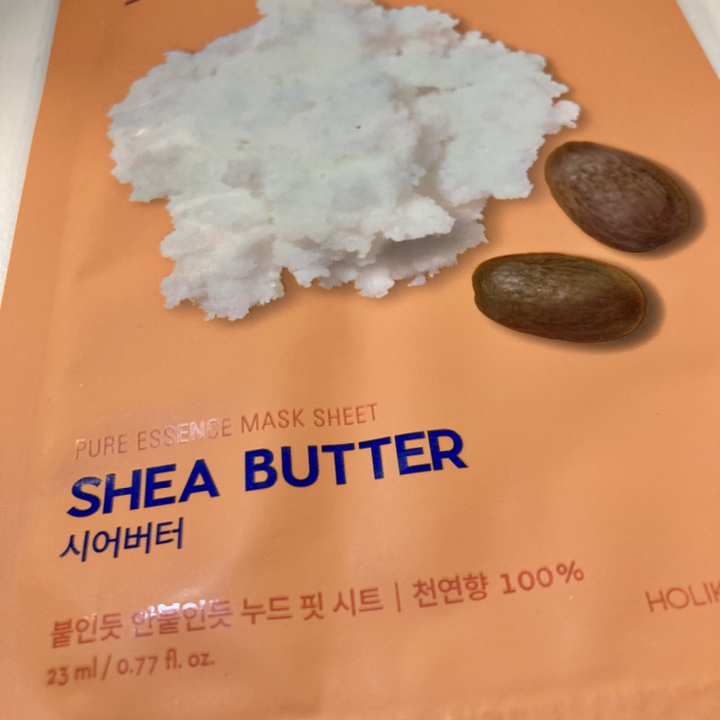 PURE ESSENCE MASK SHEET
SHEA BUTTER
시어버터
붙인듯 안붙인듯 누드 핏 시트 | 천연향 100%
HOLIK
23 ml / 0.77 fl. oz.